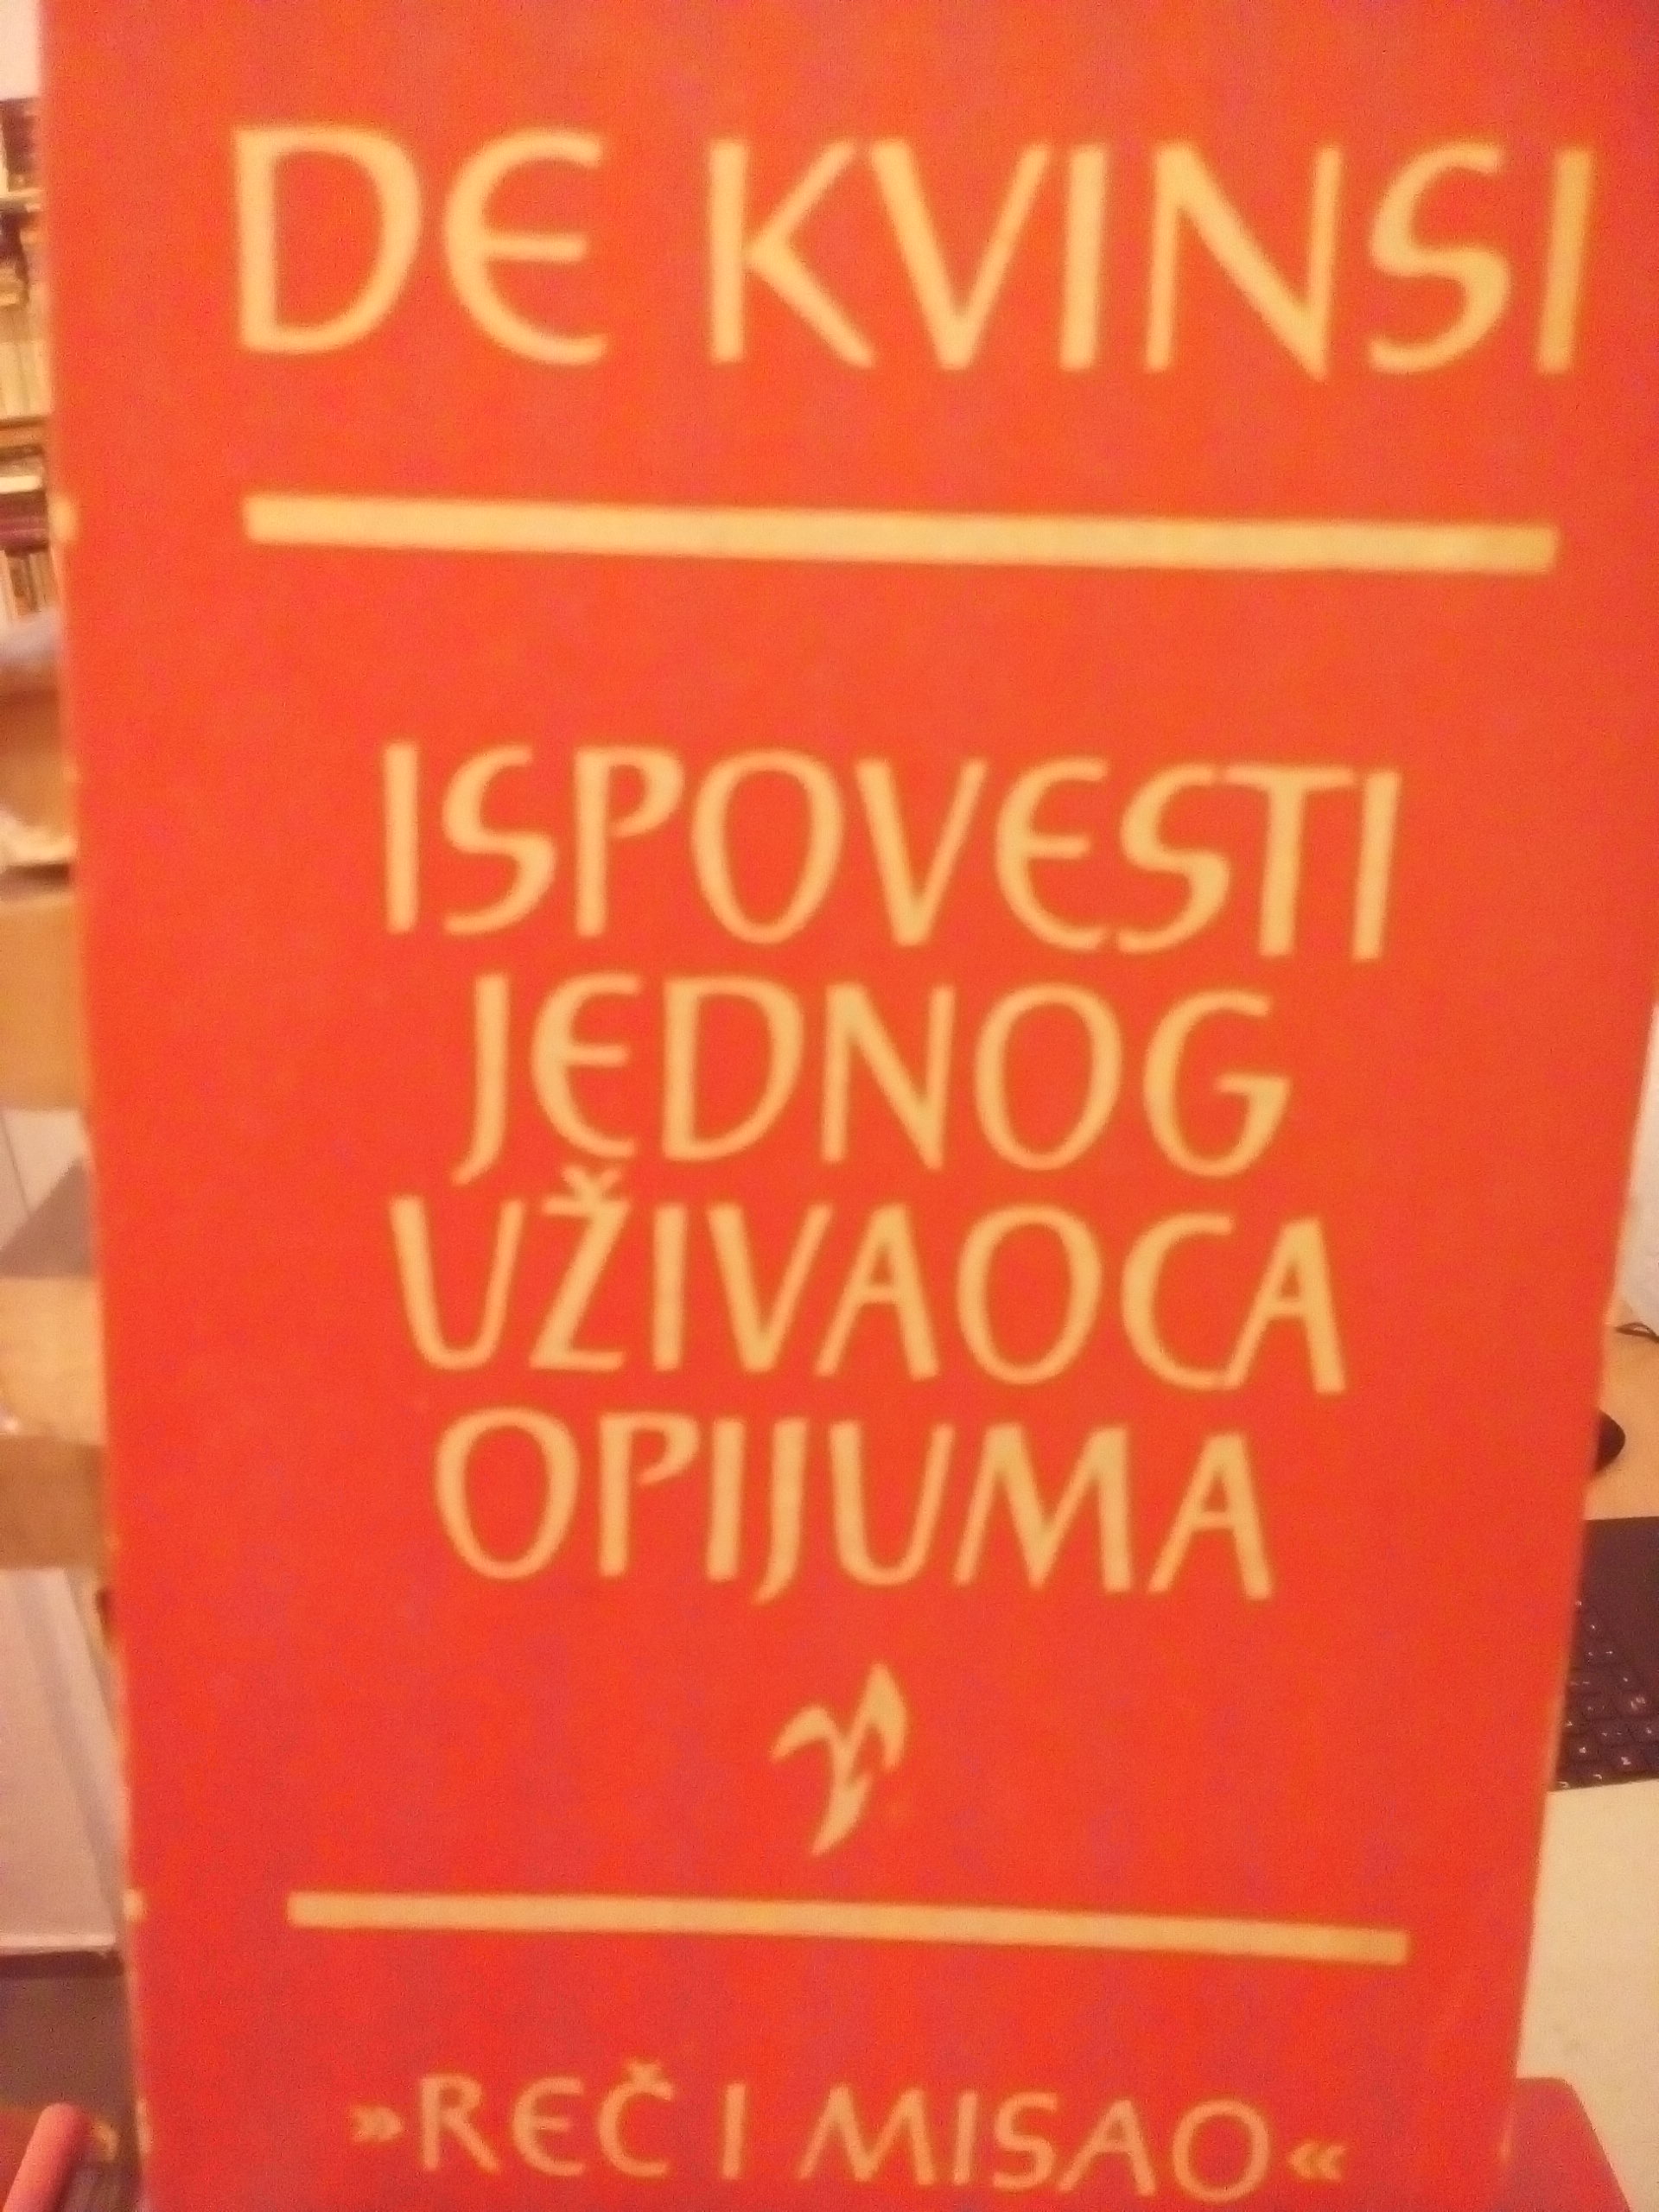 DE KVINSI
ISPOVESTI
JEDNOG
UŽIVAOCA
OPIJUMA
»REČ I MISAO«